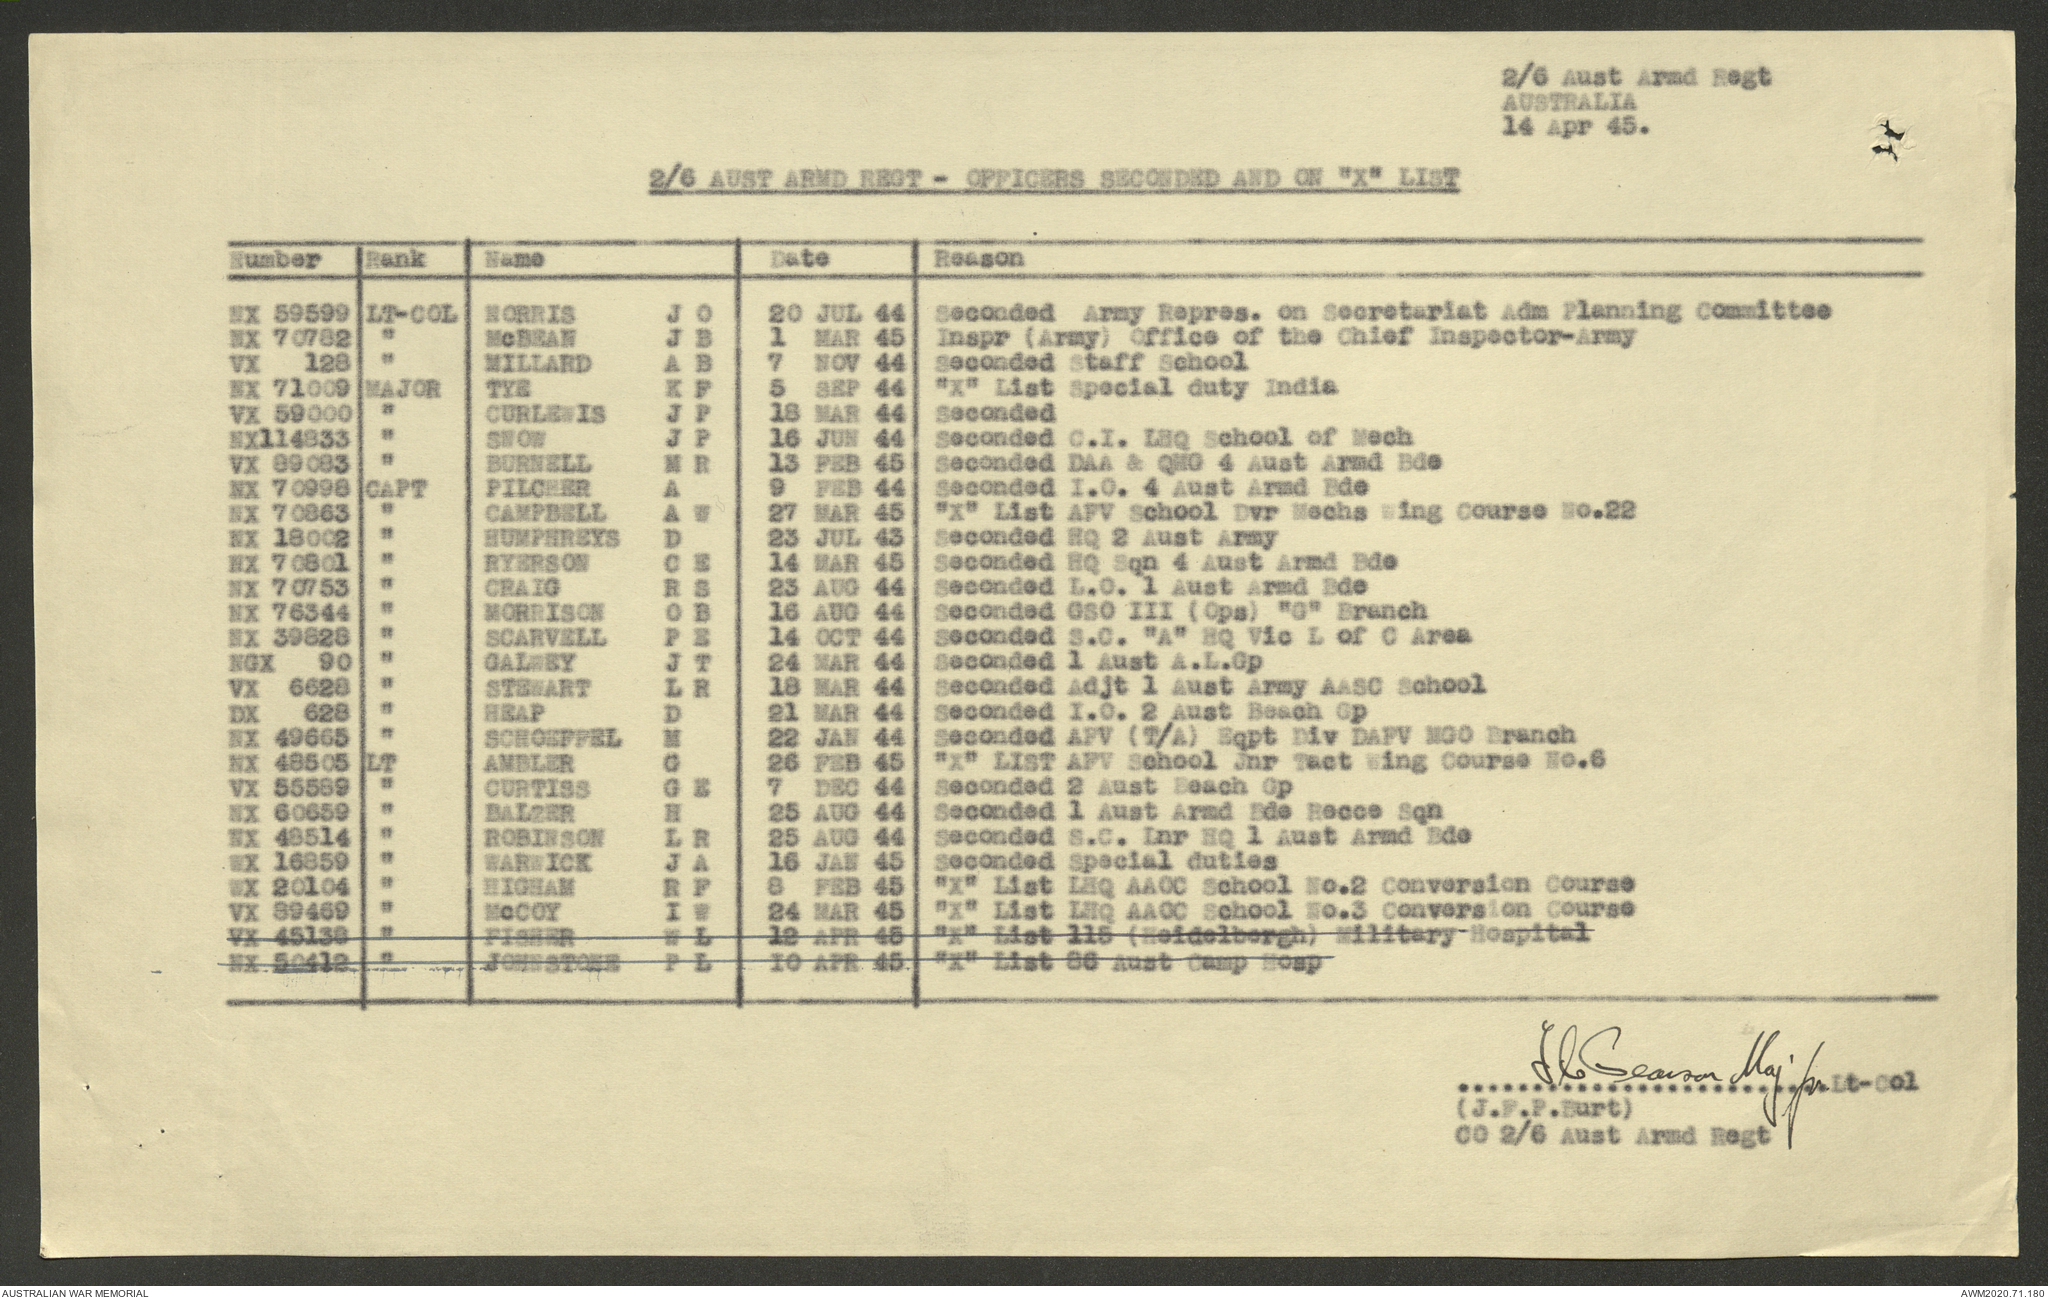 2/6 Aust Armd Regt
AUSTRALIA
14 Apr 45.
2/6 AUST ARMD REGT - OFFICERS SECONDED AND ON "X" LIST
Number Rank Name Date Reason
NX 59599 LT-COL NORRIS J O 20 JUL 44 Seconded Army Repres. on Secretariat Adm Planning Committee
NX 70782 " McBEAN J B 1 MAR 45 Inspr (Army) Office of the Chief Inspector-Army
VX 128 " MILLARD A B 7 NOV 44 Seconded Staff School
NX 71009 MAJOR TYE K F 5 SEP 44 "X" List Special duty India
VX 59000 " CURLEWIS J P 18 MAR 44 Seconded
NX114833 " SNOW J P 16 JUN 44 Seconded C.I. LHQ School of Mech
VX 89083 " BURNELL M R 13 FEB 45 Seconded DAA & QMG 4 Aust Armd Bde
NX 70998 CAPT PILCHER A 9 FEB 44 Seconded I.O. 4 Aust Armd Bde
NX 70863 " CAMPBELL A W 27 MAR 45 "X" List AFV School Dvr Mechs Wing Course No.22
NX 18002 " HUMPHREYS D 23 JUL 43 Seconded HQ 2 Aust Army
NX 70801 " RYERSON C E 14 MAR 45 Seconded HQ Sqn 4 Aust Armd Bde
NX 70753 " CRAIG R S 23 AUG 44 Seconded L.O. 1 Aust Armd Bde
NX 76344 " MORRISON O B 16 AUG 44 Seconded GSO III (Ops) "G" Branch
NX 39828 " SCARVELL P E 14 OCT 44 Seconded S.C. "A" HQ Vic L of C Area
NGX 90 " GALWEY J T 24 MAR 44 Seconded 1 Aust A.L.Gp
VX 6628 " STEWART L R 18 MAR 44 Seconded Adjt 1 Aust Army AASC School
DX 628 " HEAP D 21 MAR 44 Seconded I.O. 2 Aust Beach Gp
NX 49665 " SCHOEFFEL M 22 JAN 44 Seconded AFV (T/A) Eqpt Div DAFV MGO Branch
NX 48505 LT AMBLER G 26 FEB 45 "X" LIST AFV School Jnr Tact Wing Course No.6
VX 55589 " CURTISS G E 7 DEC 44 Seconded 2 Aust Beach Gp
NX 60659 " BALZER H 25 AUG 44 Seconded 1 Aust Armd Bde Recce Sqn
NX 48514 " ROBINSON L R 25 AUG 44 Seconded S.C. Lnr HQ 1 Aust Armd Bde
WX 16859 " WARWICK J A 16 JAN 45 Seconded Special duties
WX 20104 " HIGHAM R F 8 FEB 45 "X" List LHQ AAOC School No.2 Conversion Course
VX 89469 " McCOY I W 24 MAR 45 "X" List LHQ AAOC School No.3 Conversion Course
VX 45138 " FISHER W L 12 APR 45 "X" List 115 (Heidelbergh) Military Hospital
NX 50412 " JOHNSTONE P L 10 APR 45 "X" List 86 Aust Camp Hosp
Maj for Lt-Col
(J.F.P.Burt)
CO 2/6 Aust Armd Regt
AUSTRALIAN WAR MEMORIAL
AWM2020.71.180